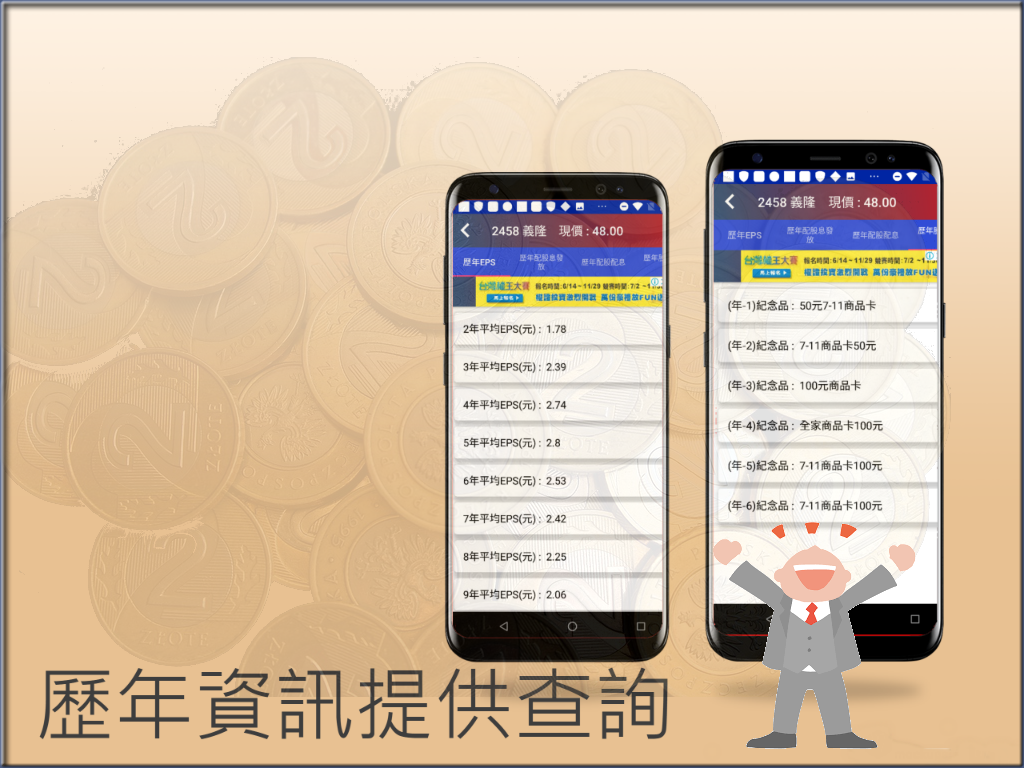 2458 義隆 現價 : 48.00
歷年EPS
歷年配股息發放
歷年配股配息
歷年
台灣權王大賽
馬上報名
報名時間:6/14~11/29 競賽時間:7/2 ~1
權證投資激烈開戰 萬份豪禮放FUN送
2年平均EPS(元) : 1.78
3年平均EPS(元) : 2.39
4年平均EPS(元) : 2.74
5年平均EPS(元) : 2.8
6年平均EPS(元) : 2.53
7年平均EPS(元) : 2.42
8年平均EPS(元) : 2.25
9年平均EPS(元) : 2.06
2458 義隆 現價 : 48.00
歷年EPS
歷年配股息發放
歷年配股配息
歷年
台灣權王大賽
馬上報名
報名時間:6/14~11/29 競賽時間:7/2 ~1
權證投資激烈開戰 萬份豪禮放FUN送
(年-1)紀念品 : 50元7-11商品卡
(年-2)紀念品 : 7-11商品卡50元
(年-3)紀念品 : 100元商品卡
(年-4)紀念品 : 全家商品卡100元
(年-5)紀念品 : 7-11商品卡100元
(年-6)紀念品 : 7-11商品卡100元
歷年資訊提供查詢